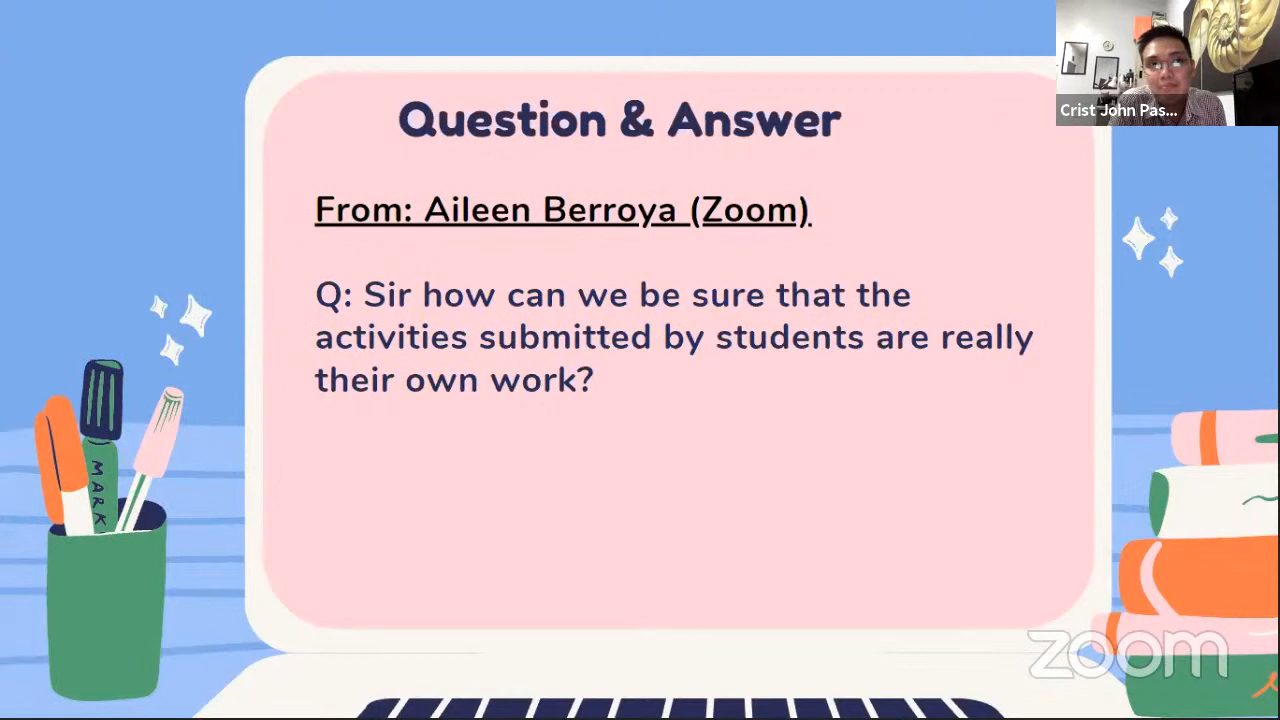 Crist John Pas...
Question & Answer
From: Aileen Berroya (Zoom)
Q: Sir how can we be sure that the
activities submitted by students are really
their own work?
MARK
zoom